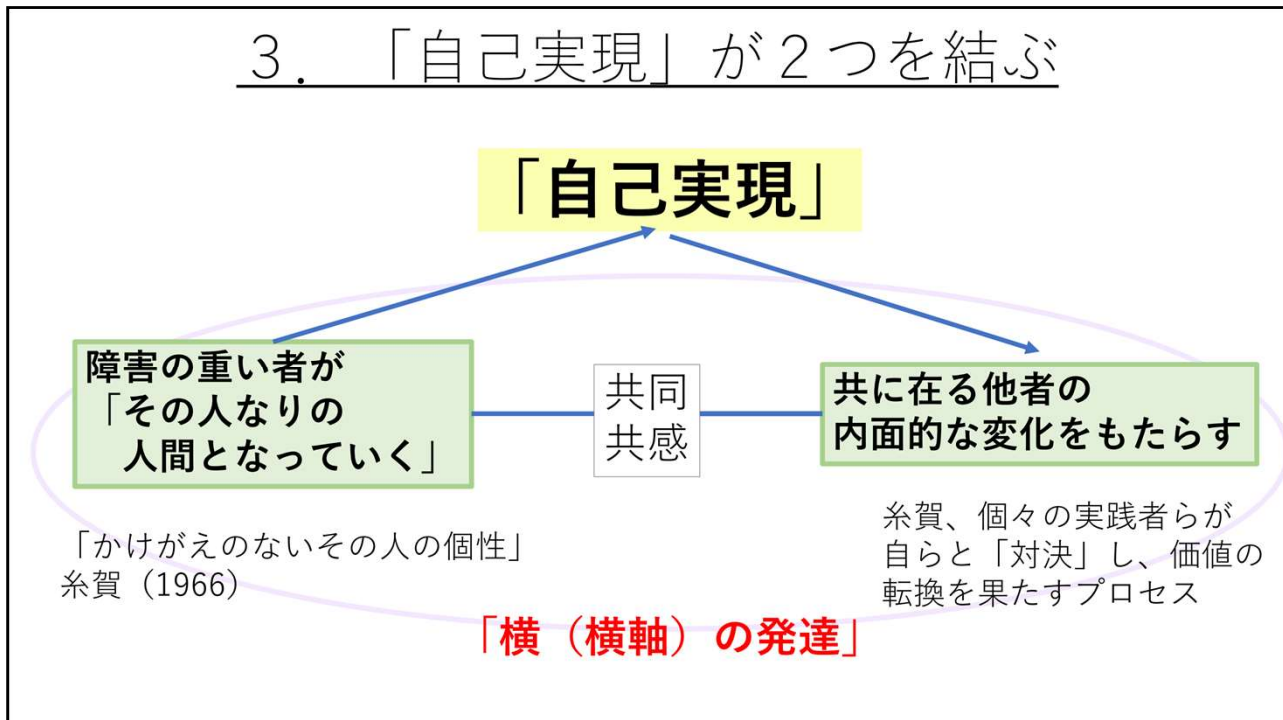 ３．「自己実現」が２つを結ぶ
「自己実現」
障害の重い者が
「その人なりの
人間となっていく」
共同
共感
共に在る他者の
内面的な変化をもたらす
「かけがえのないその人の個性」
糸賀（1966）
糸賀、個々の実践者らが
自らと「対決」し、価値の
転換を果たすプロセス
「横（横軸）の発達」